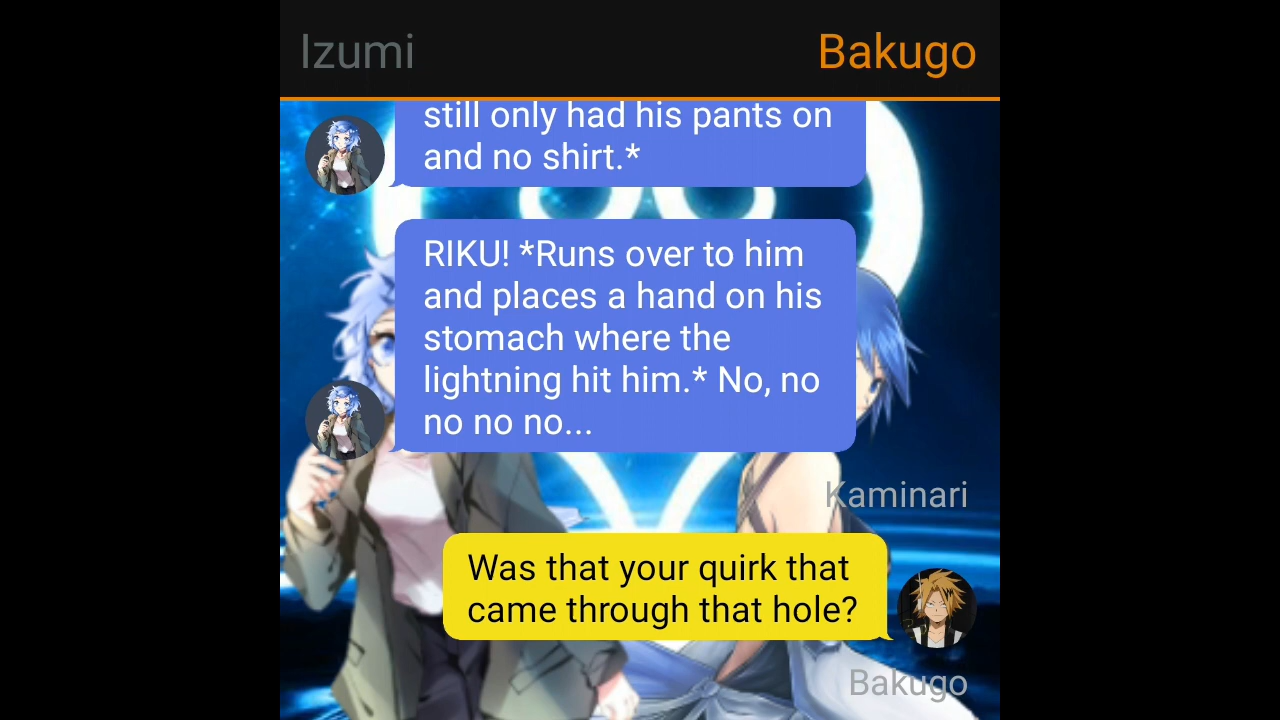 Izumi
Bakugo
still only had his pants on
and no shirt.*
RIKU! *Runs over to him
and places a hand on his
stomach where the
lightning hit him.* No, no
no no no...
Kaminari
Was that your quirk that
came through that hole?
Bakugo